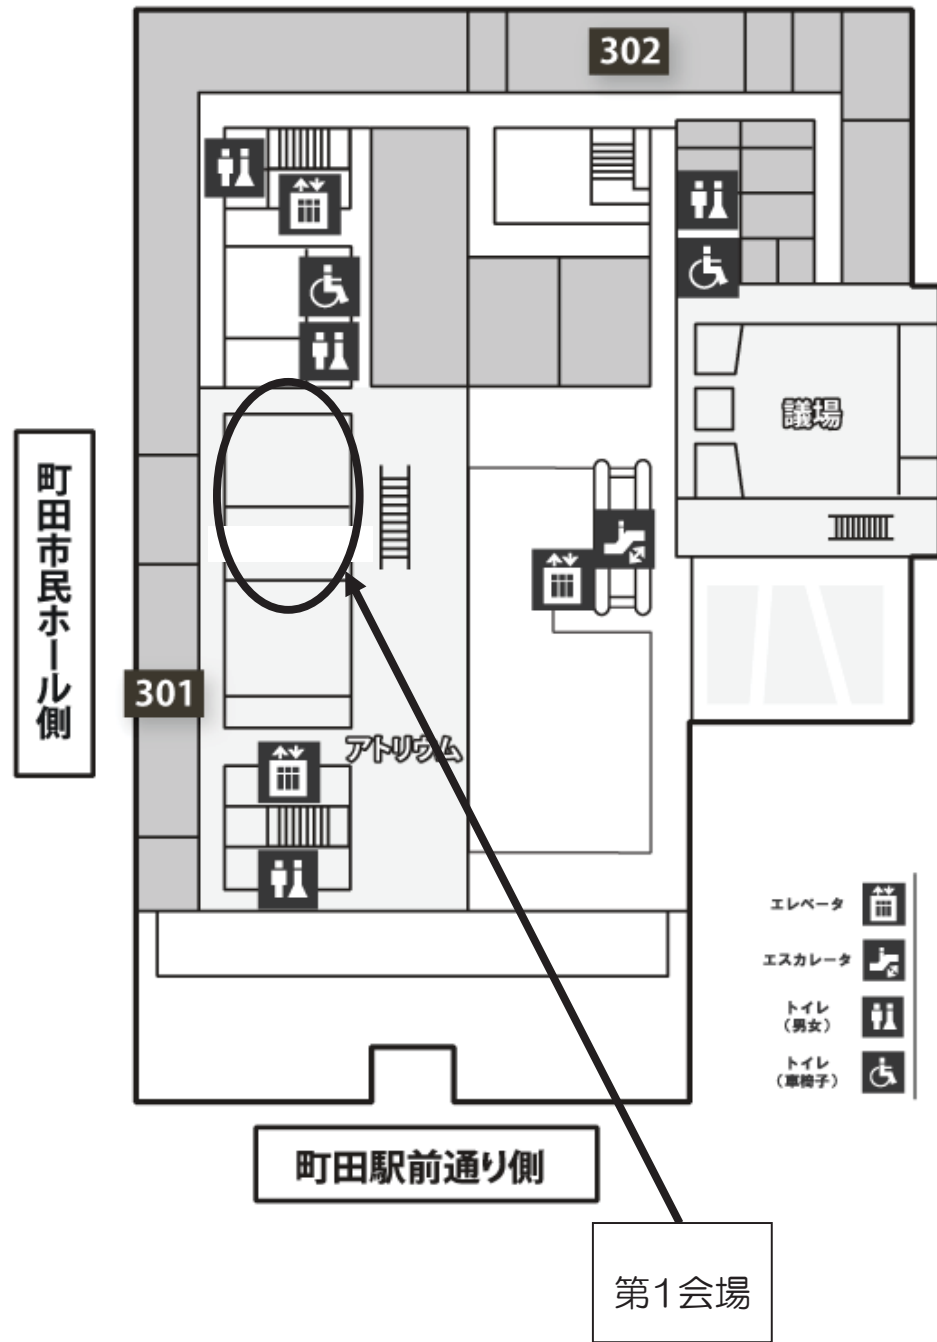 302
議場
町田市民ホール側
301
アトリウム
エレベータ
エスカレータ
トイレ
(男女)
トイレ
(車椅子)
町田駅前通り側
第1会場